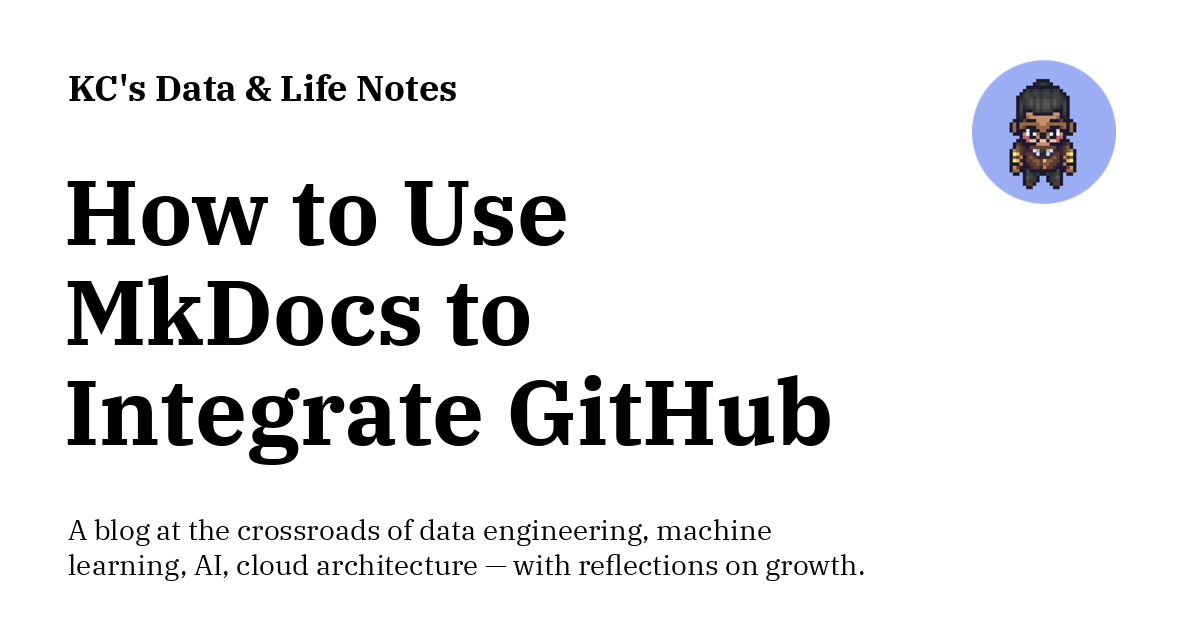 KC's Data & Life Notes
How to Use
MkDocs to
Integrate GitHub
A blog at the crossroads of data engineering, machine
learning, AI, cloud architecture — with reflections on growth.